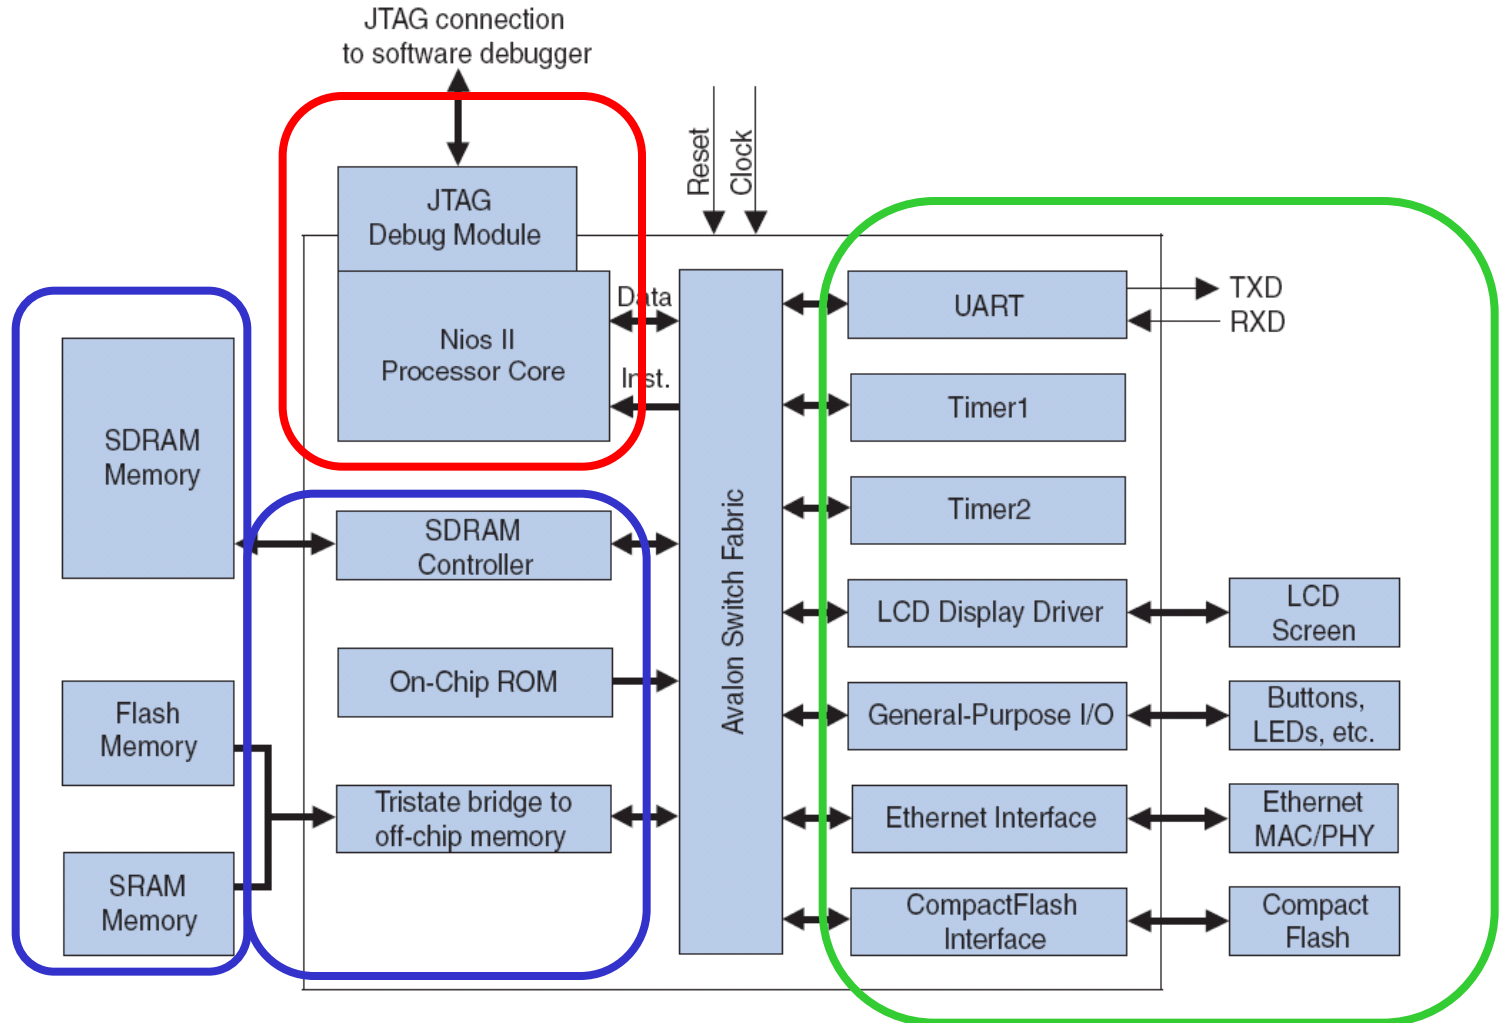 JTAG connection
to software debugger
Reset
Clock
JTAG
Debug Module
Nios II
Processor Core
Data
Inst.
SDRAM
Memory
Flash
Memory
SRAM
Memory
SDRAM
Controller
On-Chip ROM
Tristate bridge to
off-chip memory
Avalon Switch Fabric
UART
TXD
RXD
Timer1
Timer2
LCD Display Driver
LCD
Screen
General-Purpose I/O
Buttons,
LEDs, etc.
Ethernet Interface
Ethernet
MAC/PHY
CompactFlash
Interface
Compact
Flash